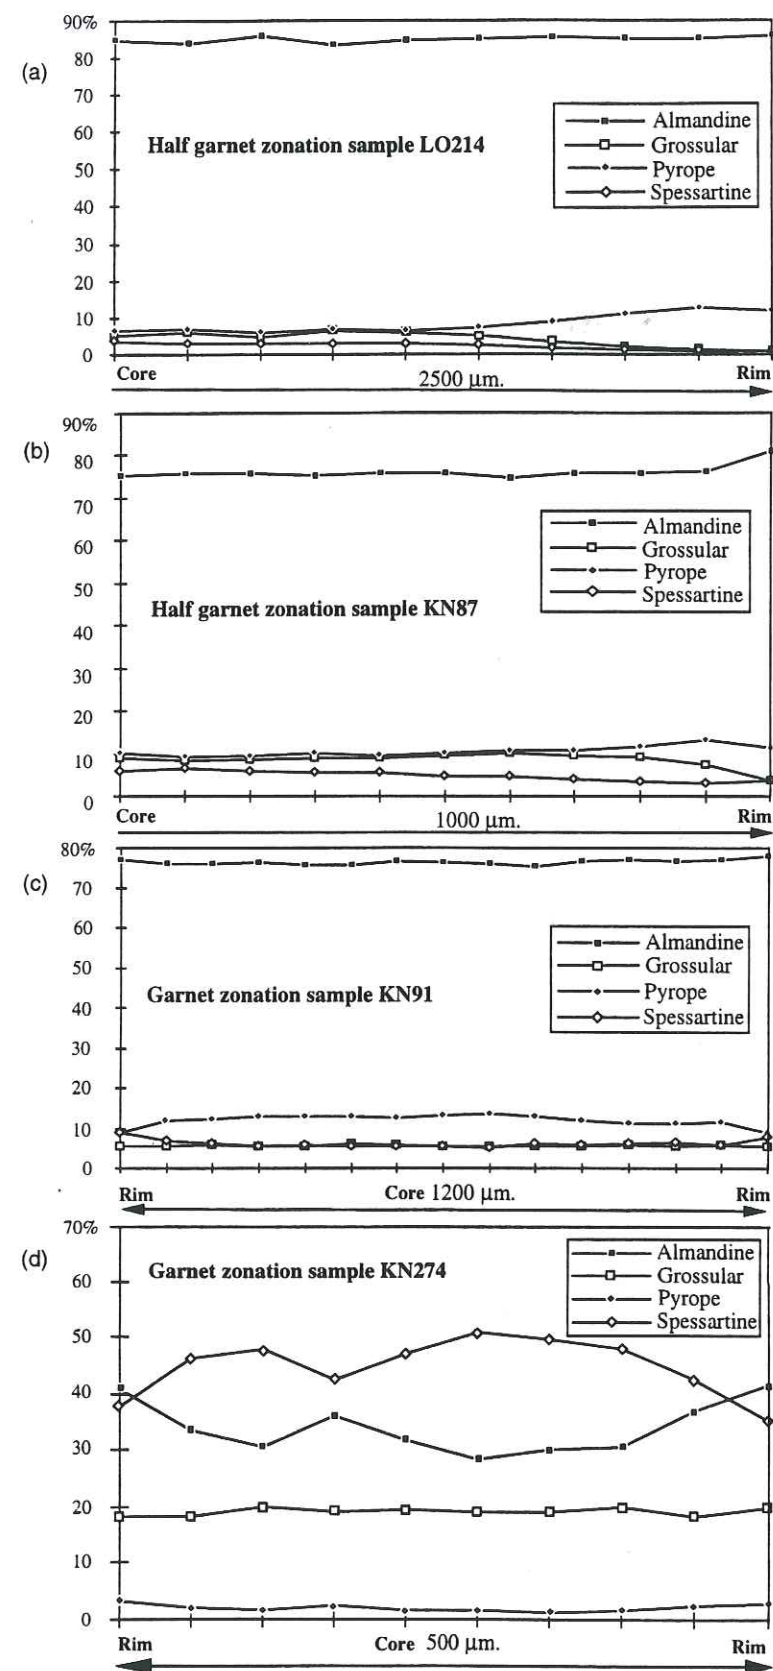 (a)
90%
80
70
60
50
40
30
20
10
0
Half garnet zonation sample LO214
Almandine
Grossular
Pyrope
Spessartine
Core 2500 µm. Rim
(b)
90%
80
70
60
50
40
30
20
10
0
Half garnet zonation sample KN87
Almandine
Grossular
Pyrope
Spessartine
Core 1000 µm. Rim
(c)
80%
70
60
50
40
30
20
10
0
Garnet zonation sample KN91
Almandine
Grossular
Pyrope
Spessartine
Rim Core 1200 µm. Rim
(d)
70%
60
50
40
30
20
10
0
Garnet zonation sample KN274
Almandine
Grossular
Pyrope
Spessartine
Rim Core 500 µm. Rim